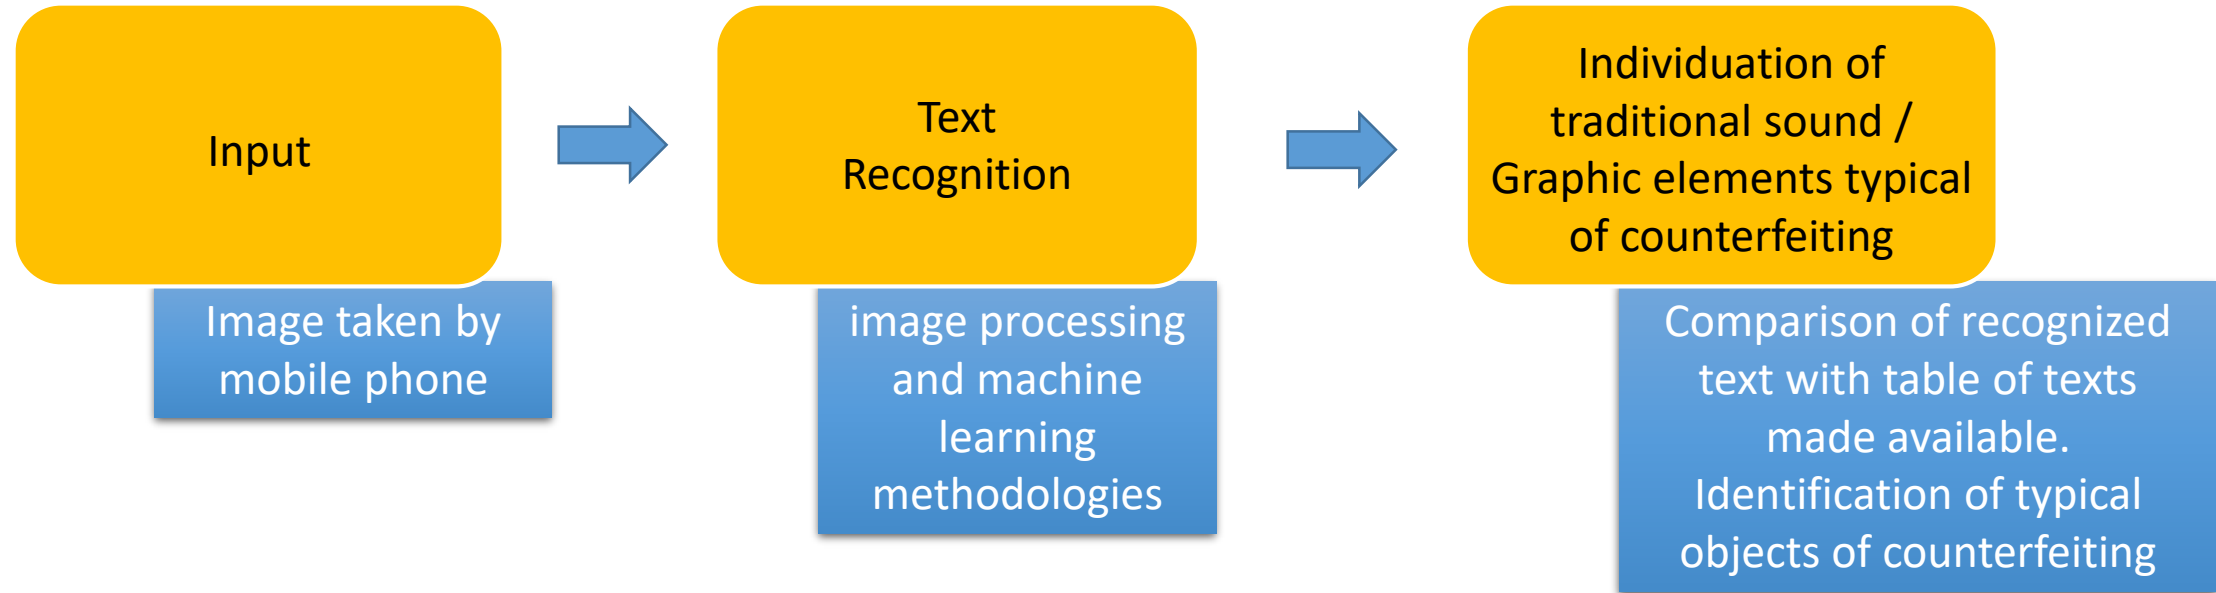 Input
Image taken by
mobile phone
Text
Recognition
image processing
and machine
learning
methodologies
Individuation of
traditional sound /
Graphic elements typical
of counterfeiting
Comparison of recognized
text with table of texts
made available.
Identification of typical
objects of counterfeiting